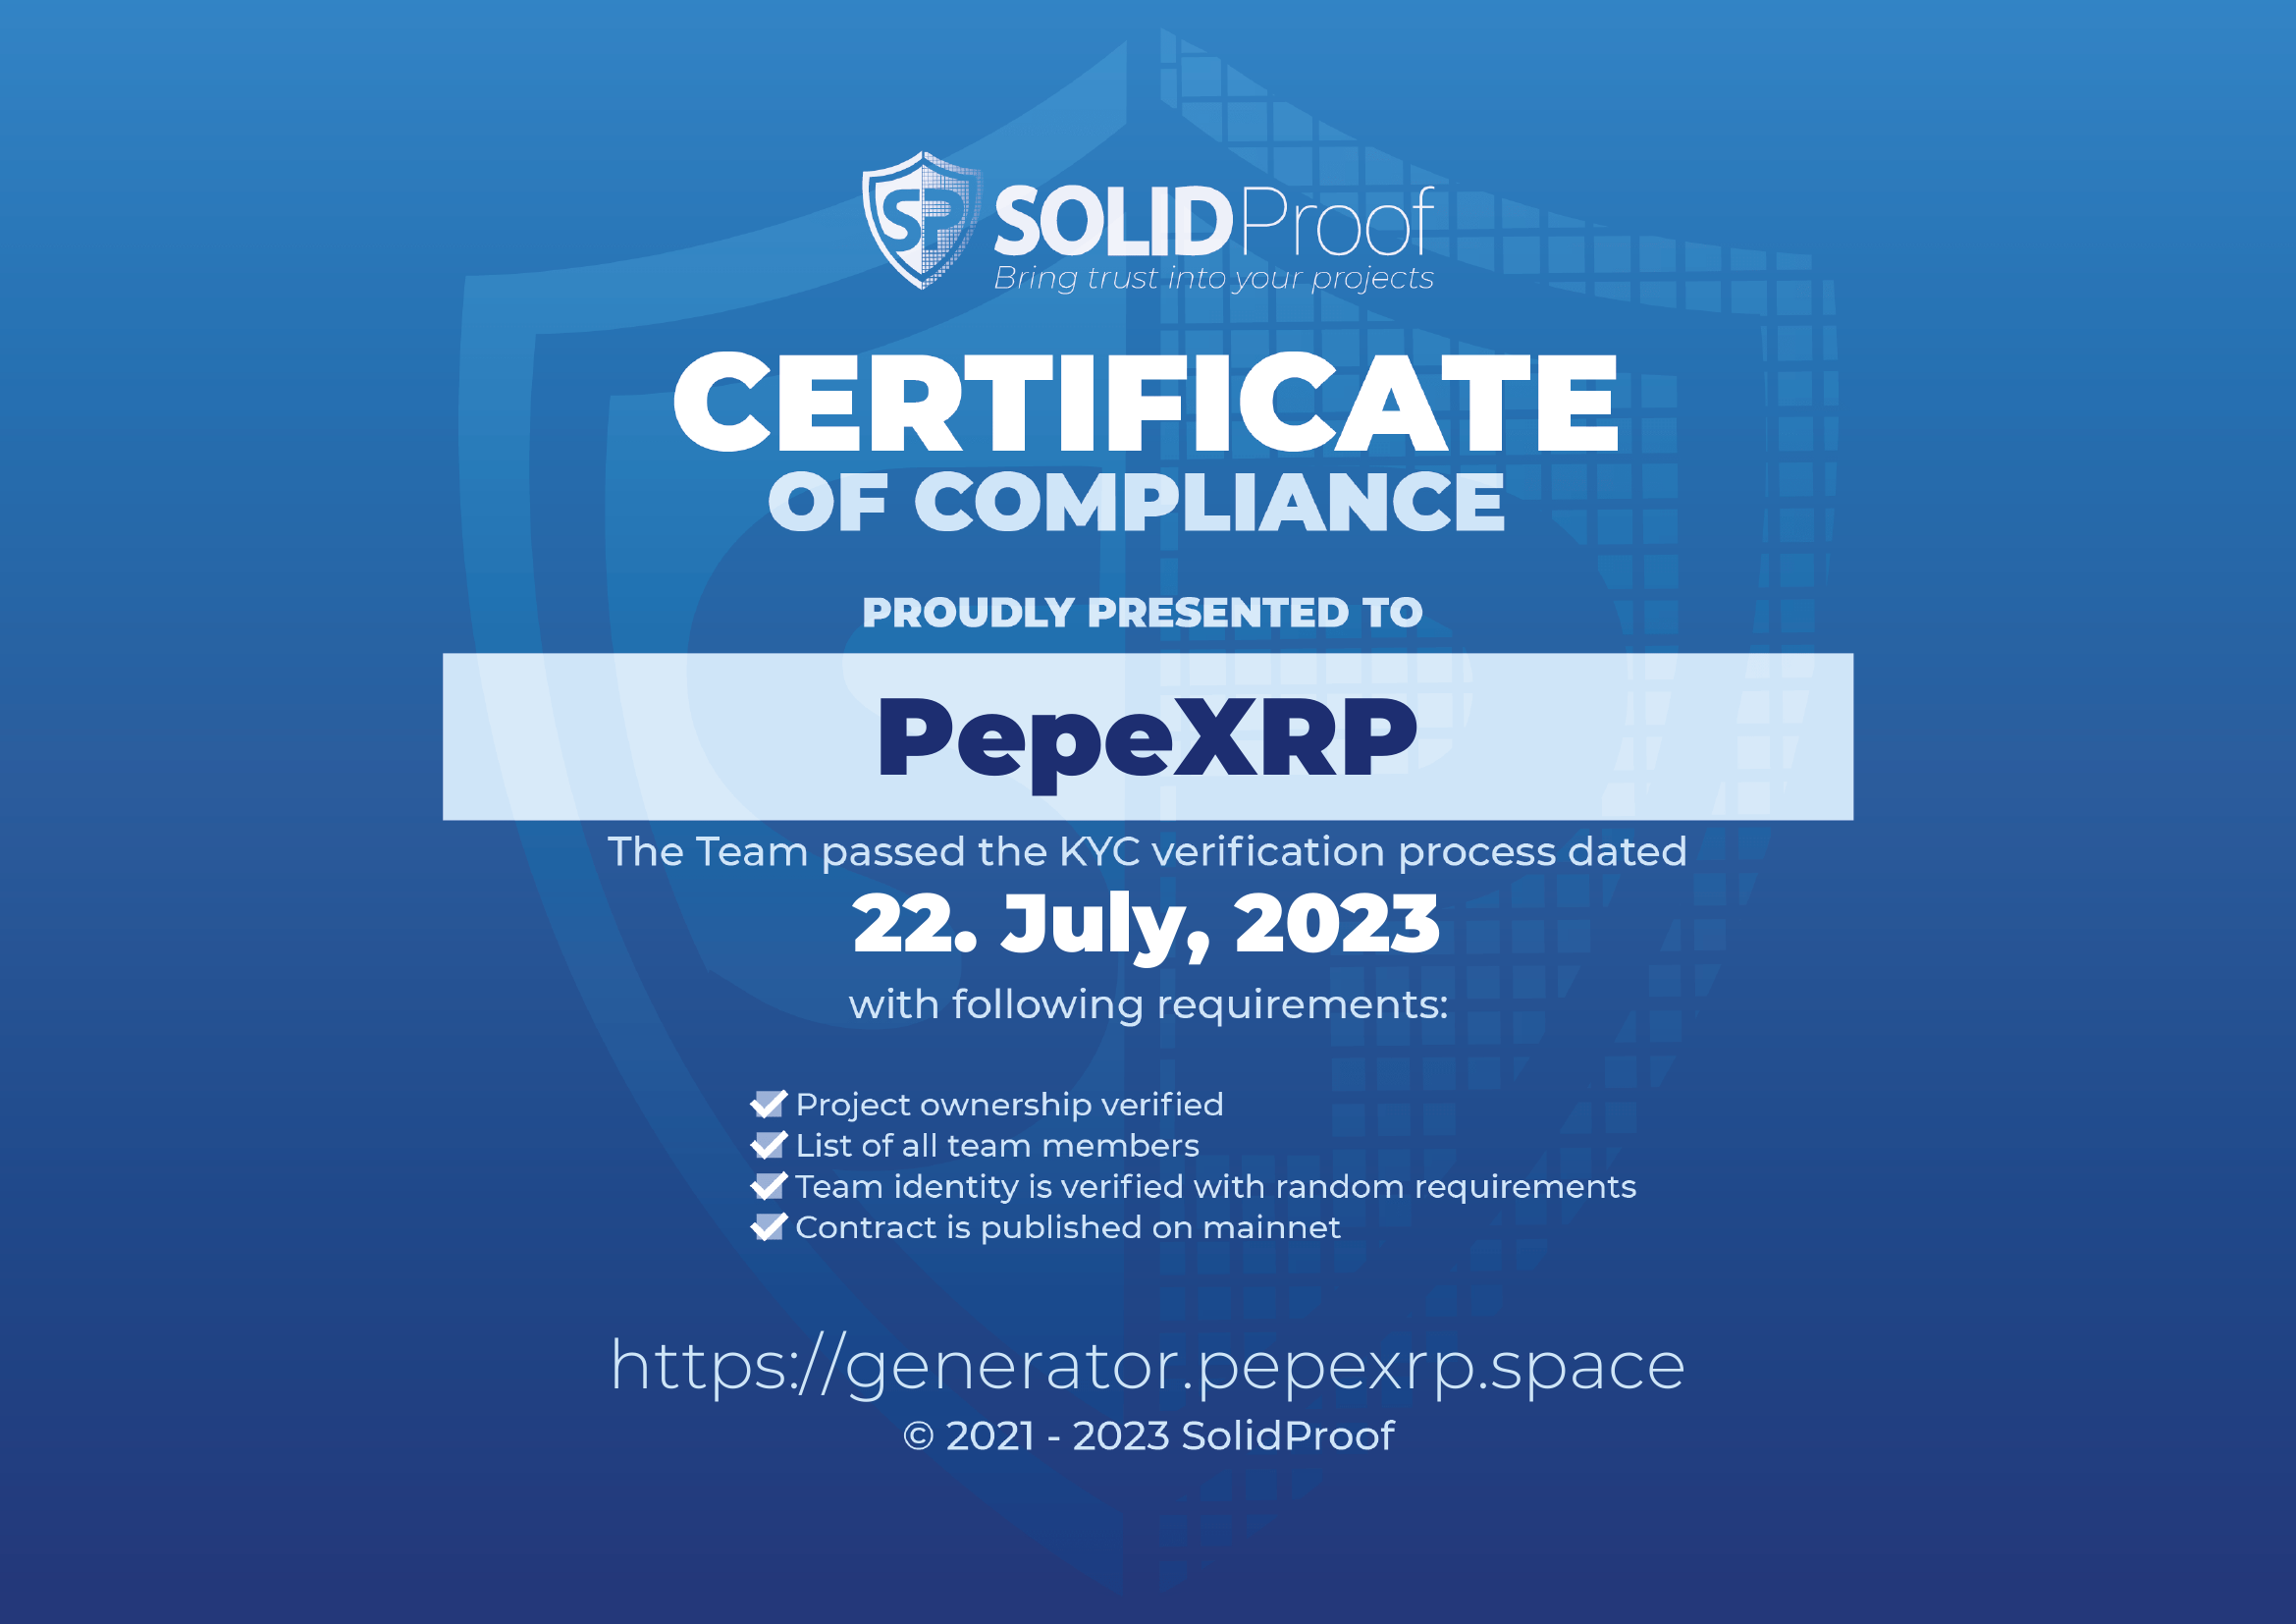 SP SOLIDProof
Bring trust into your projects
CERTIFICATE
OF COMPLIANCE
PROUDLY PRESENTED TO
PepeXRP
The Team passed the KYC verification process dated
22. July, 2023
with following requirements:
Project ownership verified
List of all team members
Team identity is verified with random requirements
Contract is published on mainnet
https://generator.pepexrp.space
© 2021 - 2023 SolidProof